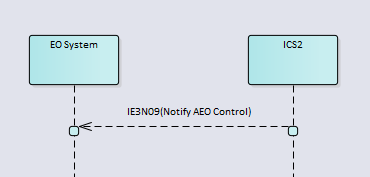 EO System
ICS2
IE3N09(Notify AEO Control)